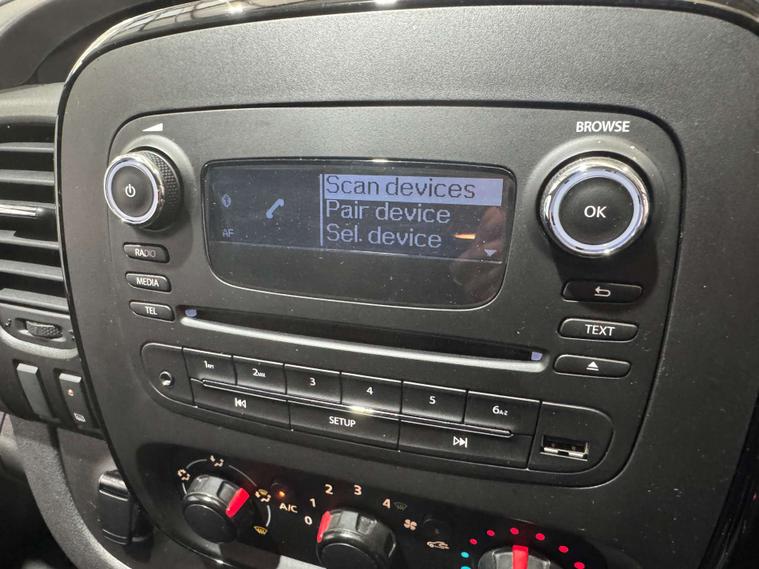 BROWSE
Scan devices
OK
Pair device
AF
Sel. device
RADIO
MEDIA
TEL
TEXT
1
2
3
4
5
6A-Z
SETUP
A/C
0
1
2
3
4